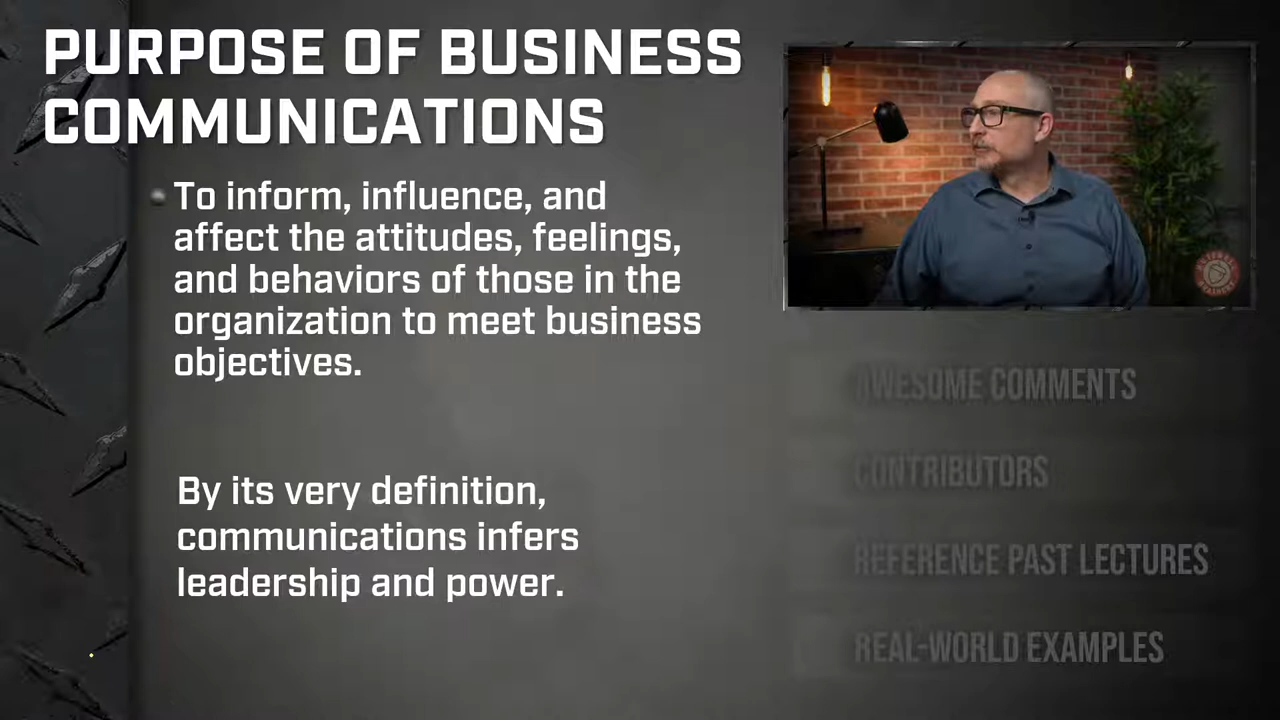 PURPOSE OF BUSINESS
COMMUNICATIONS
To inform, influence, and
affect the attitudes, feelings,
and behaviors of those in the
organization to meet business
objectives.
By its very definition,
communications infers
leadership and power.
AWESOME COMMENTS
CONTRIBUTORS
REFERENCE PAST LECTURES
REAL-WORLD EXAMPLES